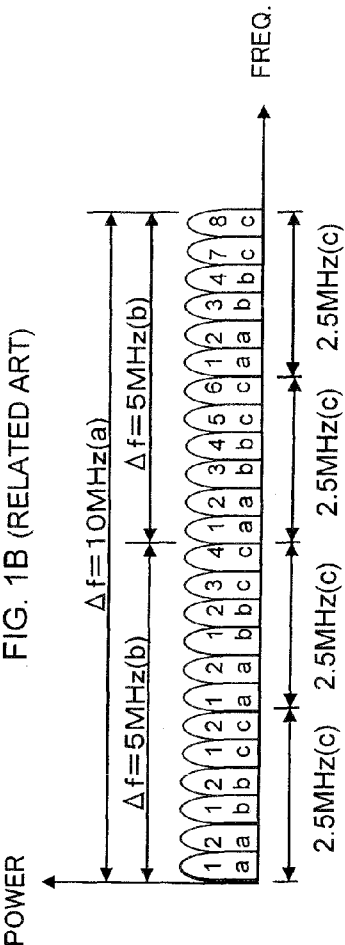 FIG. 1B (RELATED ART)
POWER
Δf=10MHz(a)
Δf=5MHz(b) Δf=5MHz(b)
1 2 1 2 1 2 1 2 1 2 3 4 1 2 3 4 5 6 1 2 3 4 7 8
a a b b c c a a b b c c a a b b c c a a b b c c
FREQ.
2.5MHz(c) 2.5MHz(c) 2.5MHz(c) 2.5MHz(c)